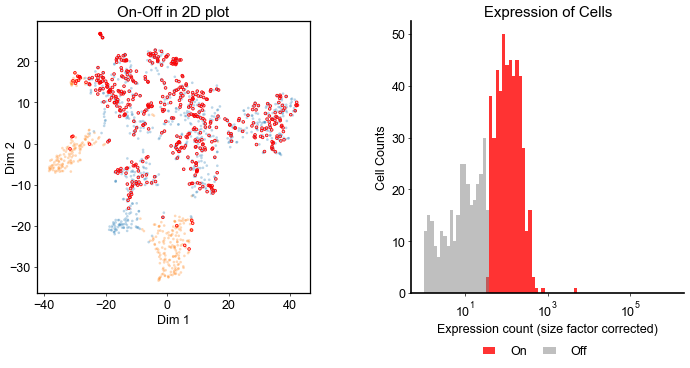 On-Off in 2D plot
Dim 2
20
10
0
−10
−20
−30
−40
−20
0
20
40
Dim 1
Expression of Cells
Cell Counts
50
40
30
20
10
0
10^1
10^3
10^5
Expression count (size factor corrected)
On
Off